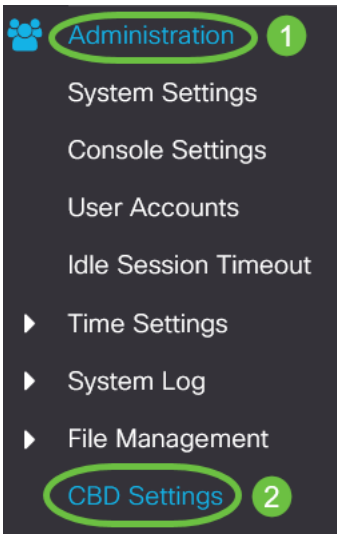 Administration 1
System Settings
Console Settings
User Accounts
Idle Session Timeout
Time Settings
System Log
File Management
CBD Settings 2